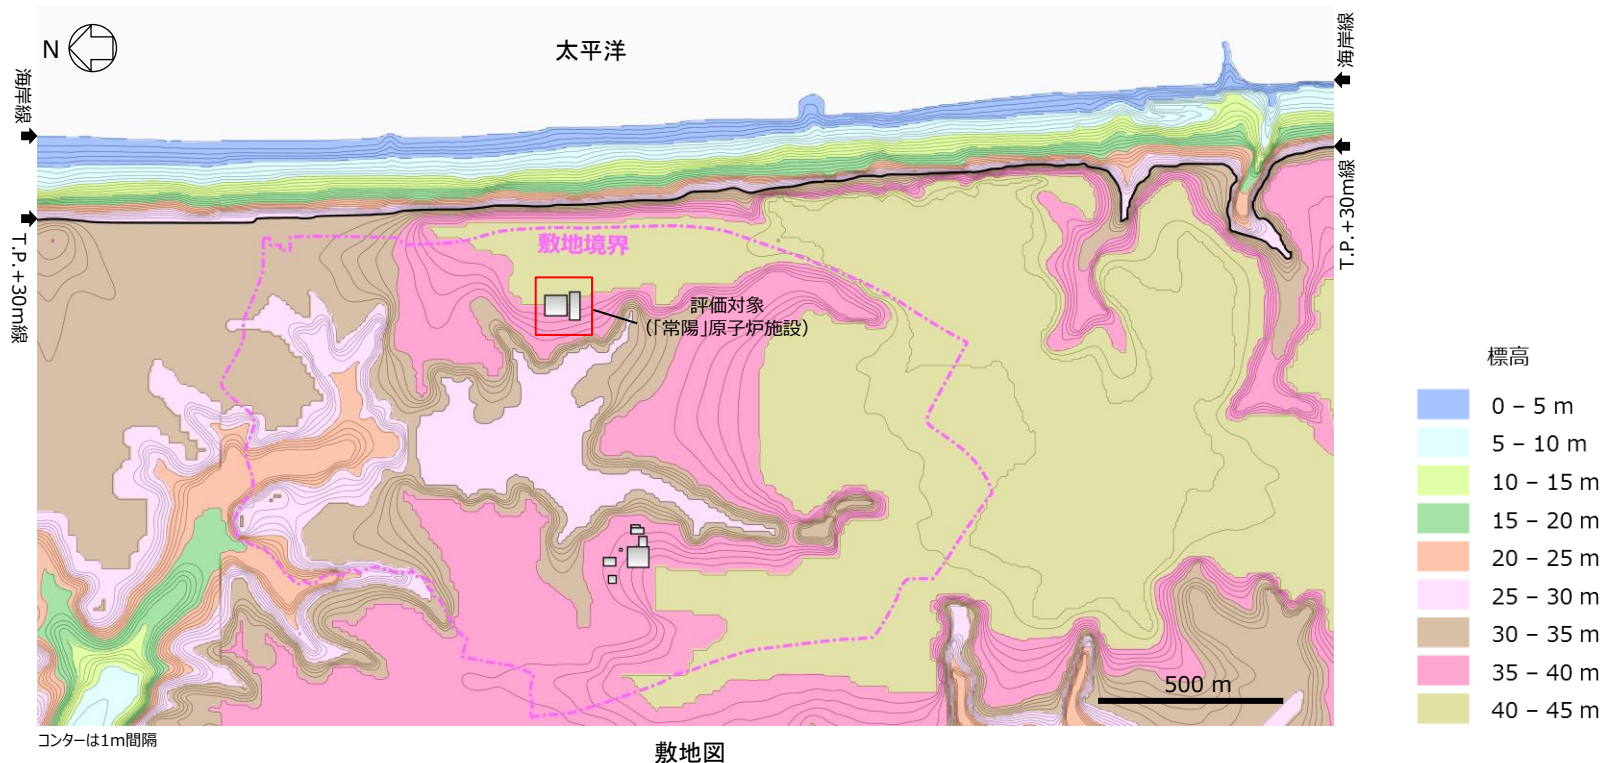 N
太平洋
海岸線
海岸線
T.P.+30m線
T.P.+30m線
敷地境界
評価対象
(「常陽」原子炉施設)
標高
0 – 5 m
5 – 10 m
10 – 15 m
15 – 20 m
20 – 25 m
25 – 30 m
30 – 35 m
35 – 40 m
40 – 45 m
500 m
コンターは1m間隔
敷地図